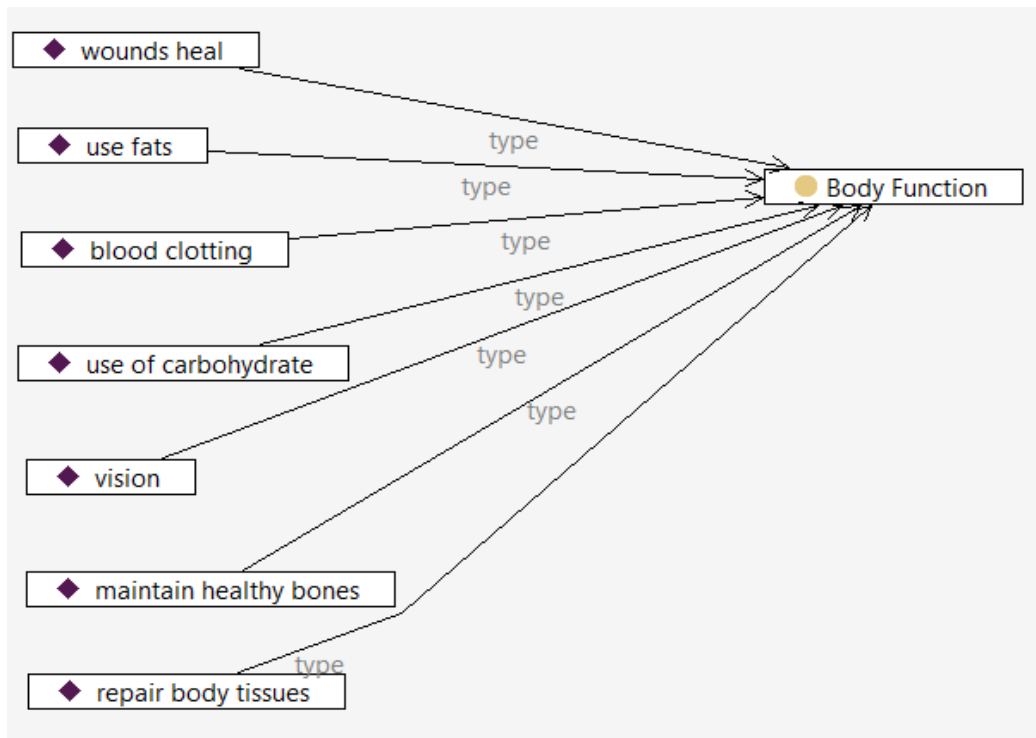 wounds heal
type
use fats
type
Body Function
blood clotting
type
type
use of carbohydrate
type
type
vision
maintain healthy bones
type
repair body tissues